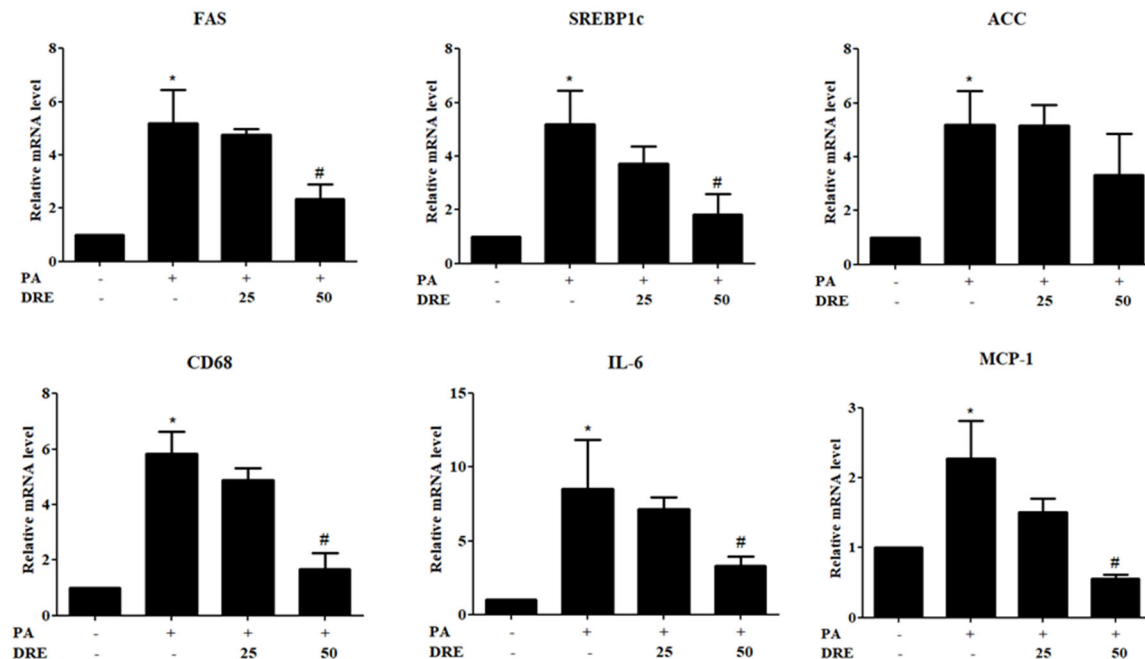 FAS
Relative mRNA level
8
6
4
2
0
*
#
PA - + + +
DRE - - 25 50
SREBP1c
Relative mRNA level
8
6
4
2
0
*
#
PA - + + +
DRE - - 25 50
ACC
Relative mRNA level
8
6
4
2
0
*
PA - + + +
DRE - - 25 50
CD68
Relative mRNA level
8
6
4
2
0
*
#
PA - + + +
DRE - - 25 50
IL-6
Relative mRNA level
15
10
5
0
*
#
PA - + + +
DRE - - 25 50
MCP-1
Relative mRNA level
3
2
1
0
*
#
PA - + + +
DRE - - 25 50